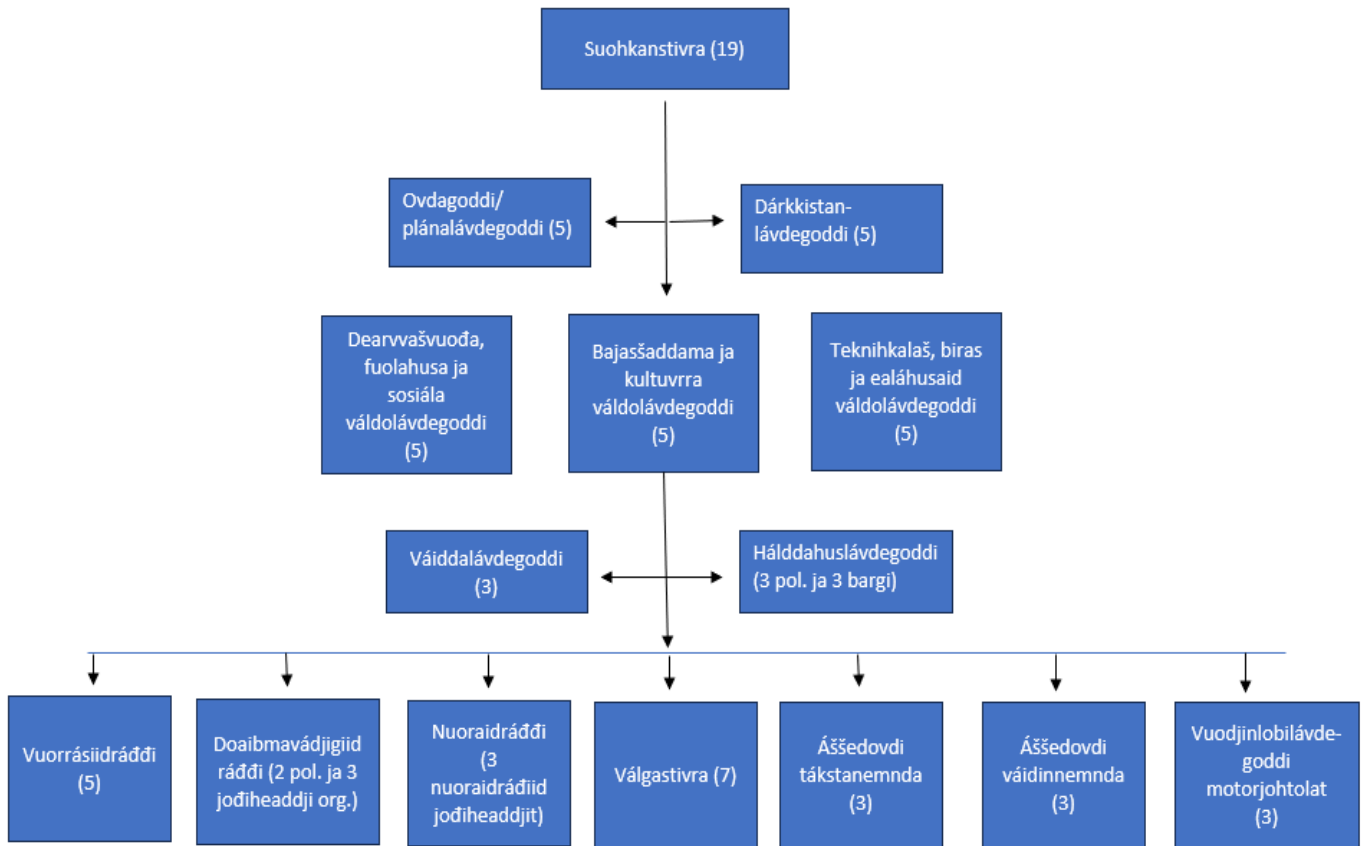 Suohkanstivra (19)
Ovdagoddi/
plánalávdegoddi (5)
Dárkkistan-
lávdegoddi (5)
Dearvvašvuođa,
fuolahusa ja
sosiála
váldolávdegoddi
(5)
Bajasšaddama ja
kultuvrra
váldolávdegoddi
(5)
Teknihkalaš, biras
ja ealáhusaid
váldolávdegoddi
(5)
Váiddalávdegoddi
(3)
Hálddahuslávdegoddi
(3 pol. ja 3 bargi)
Vuorrásiidráđđi
(5)
Doaibmavádjigiid
ráđđi (2 pol. ja 3
jođiheaddji org.)
Nuoraidráđđi
(3
nuoraidráđiid
jođiheaddjit)
Válgastivra (7)
Áššedovdi
tákstanemnda
(3)
Áššedovdi
váidinnemnda
(3)
Vuodjinlobilávde-
goddi
motorjohtolat
(3)